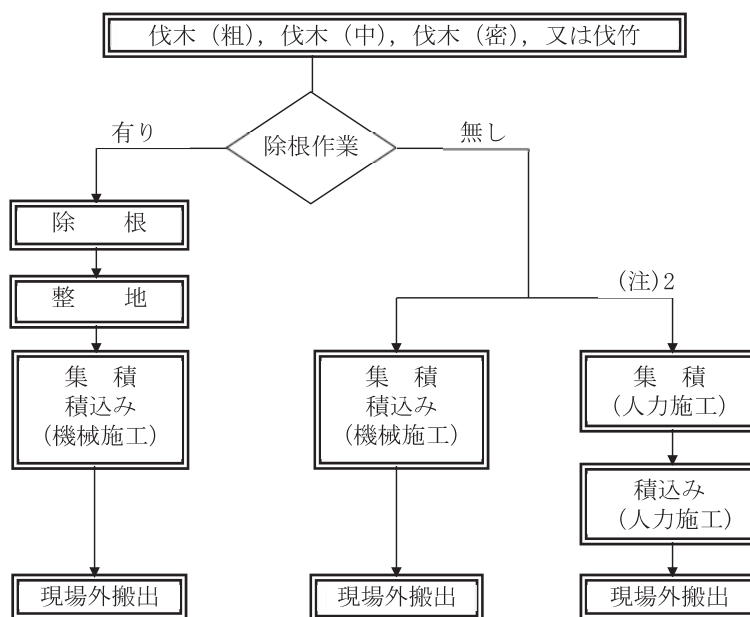 伐木（粗），伐木（中），伐木（密），又は伐竹
除根作業
有り
無し
除　　根
整　　地
集　積
積込み
（機械施工）
現場外搬出
集　積
積込み
（機械施工）
現場外搬出
（注）2
集　積
（人力施工）
積込み
（人力施工）
現場外搬出